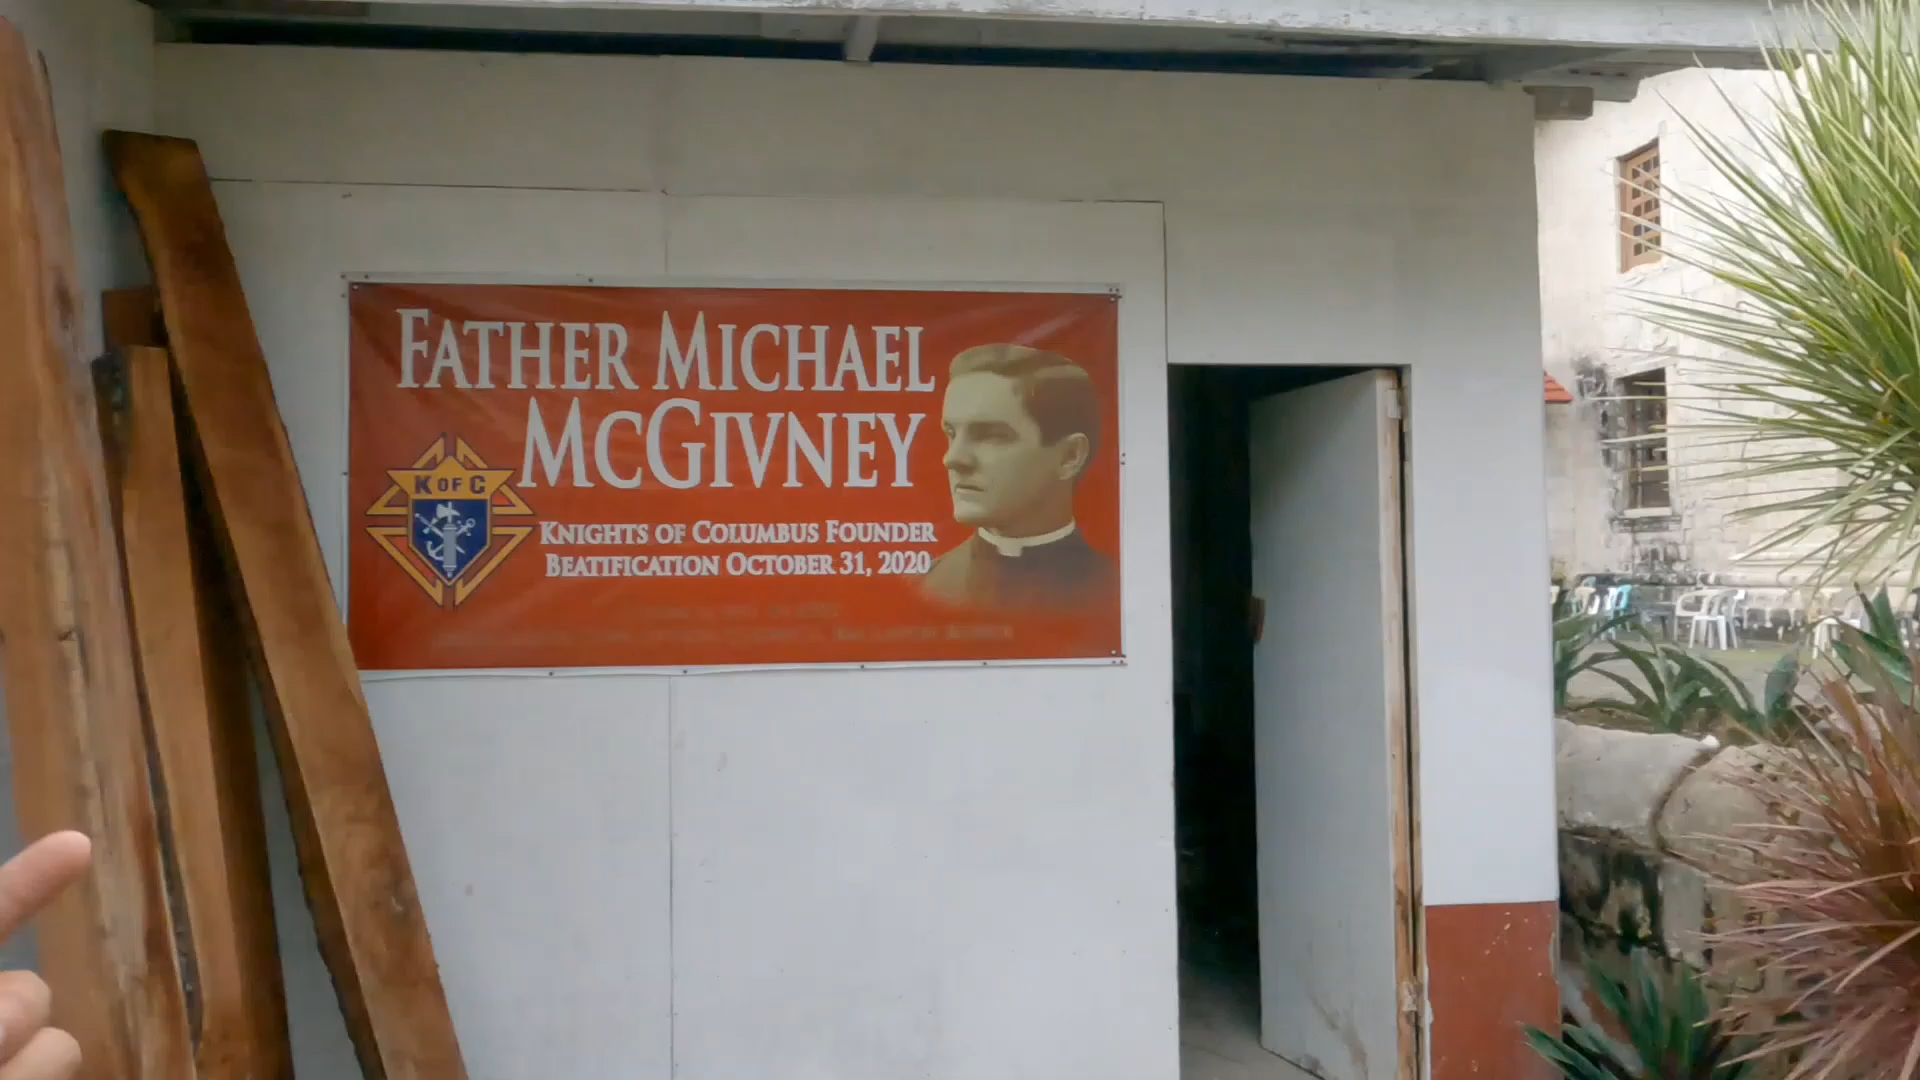 FATHER MICHAEL
MCGIVNEY
K OF C
KNIGHTS OF COLUMBUS FOUNDER
BEATIFICATION OCTOBER 31, 2020